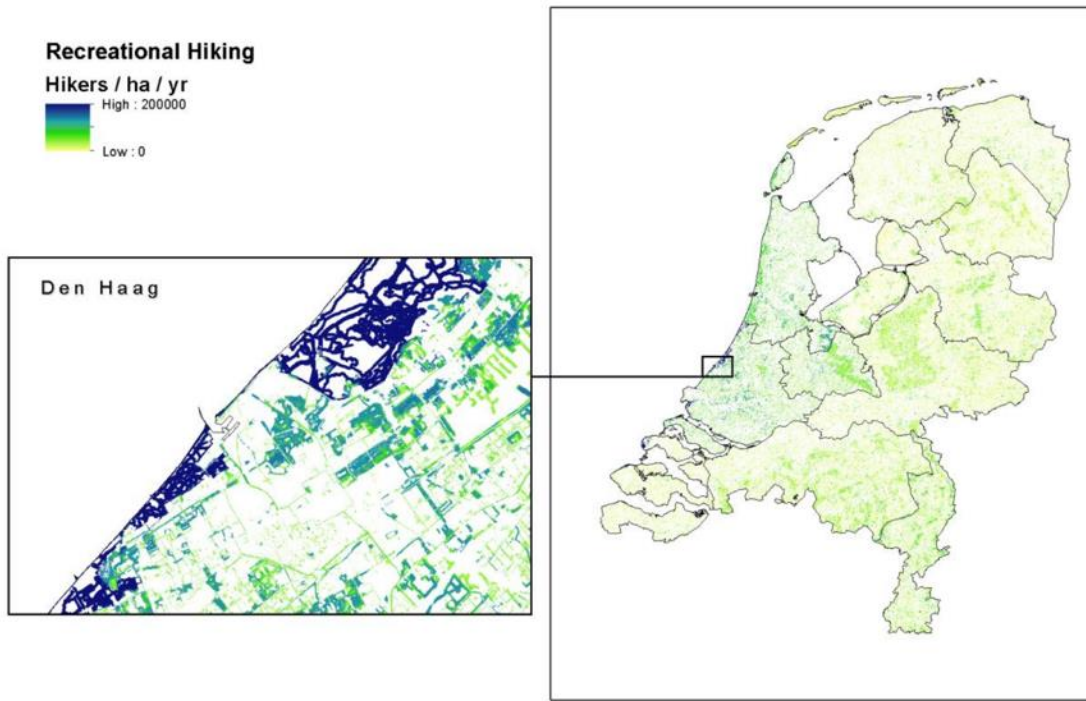 Recreational Hiking
Hikers / ha / yr
High : 200000
Low : 0
Den Haag